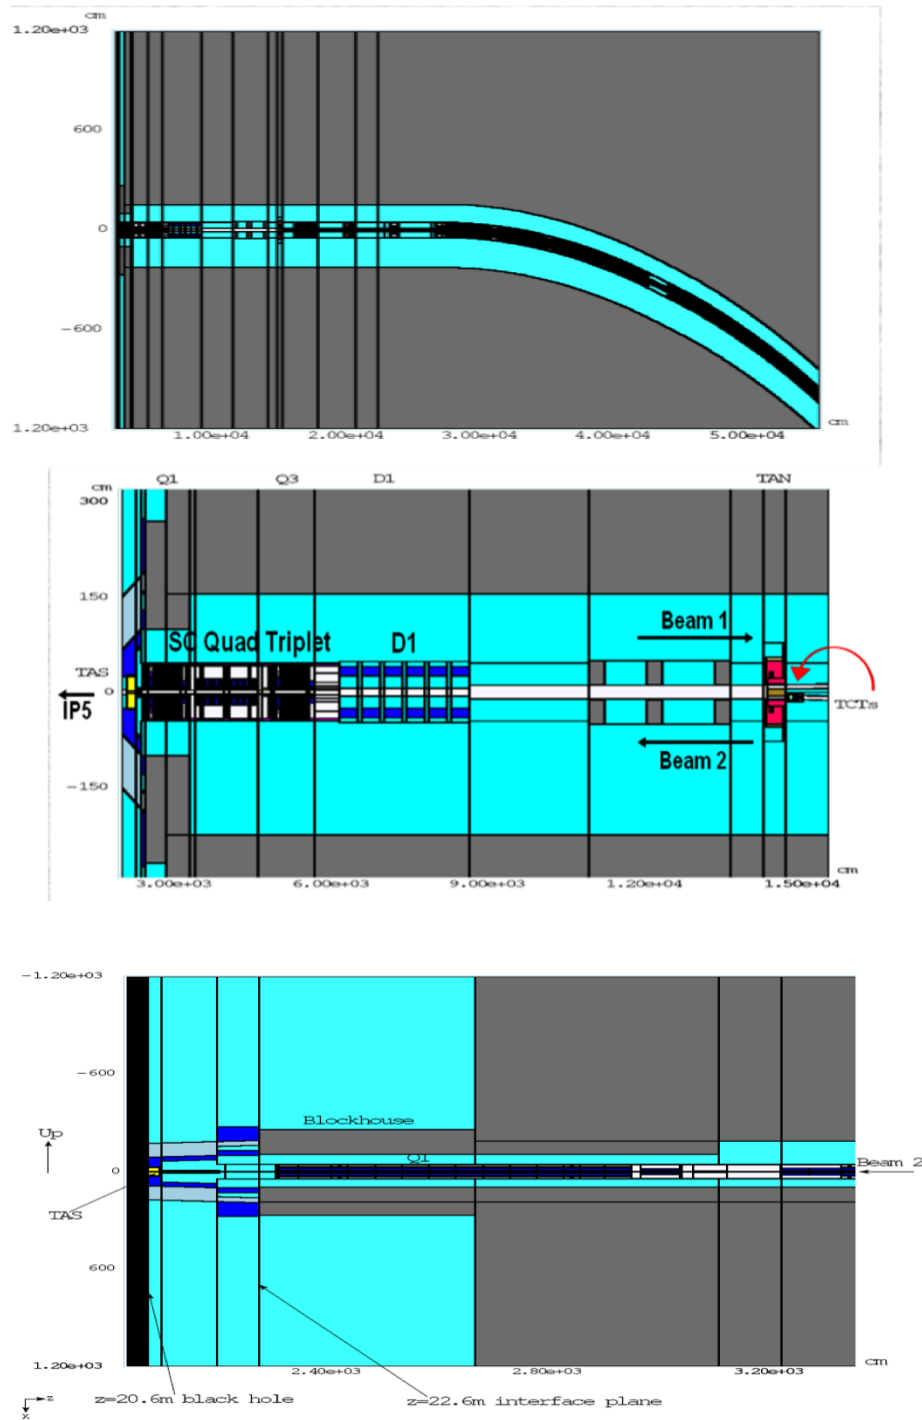 cm
1.20e+03
600
0
-600
1.20e+03
cm
1.00e+04 2.00e+04 3.00e+04 4.00e+04 5.00e+04
Q1 Q3 D1 TAN
cm
300
150
SC Quad Triplet D1 Beam 1
TAS
0
IP5
TCTs
Beam 2
-150
cm
3.00e+03 6.00e+03 9.00e+03 1.20e+04 1.50e+04
-1.20e+03
-600
Blockhouse
Up
Q1
0
Beam 2
TAS
600
1.20e+03
2.40e+03 2.80e+03 3.20e+03
cm
z
x
z=20.6m black hole
z=22.6m interface plane